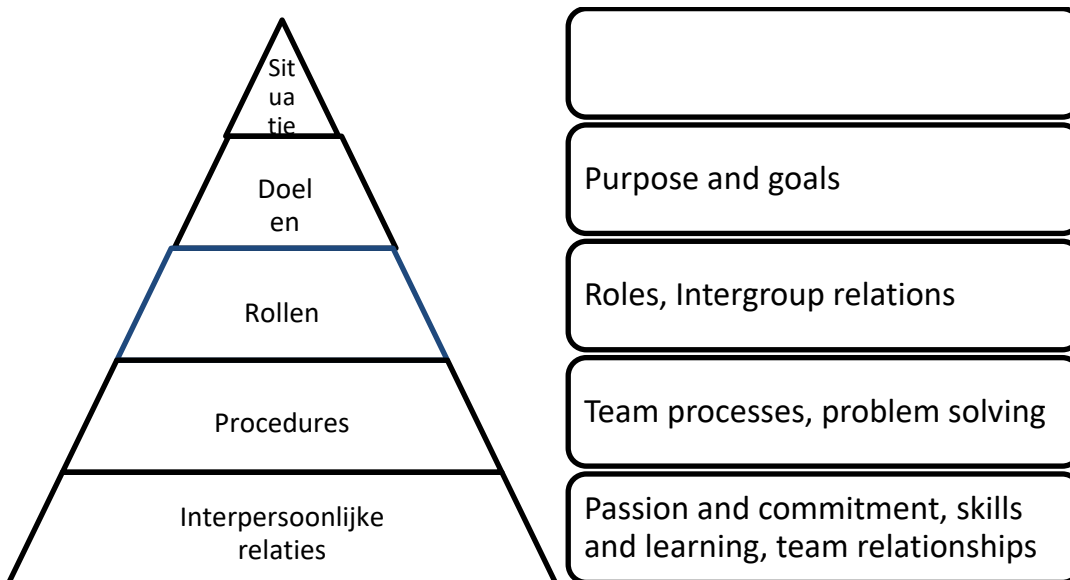 Sit
ua
tie
Doel
en
Purpose and goals
Rollen
Roles, Intergroup relations
Procedures
Team processes, problem solving
Interpersoonlijke
relaties
Passion and commitment, skills
and learning, team relationships